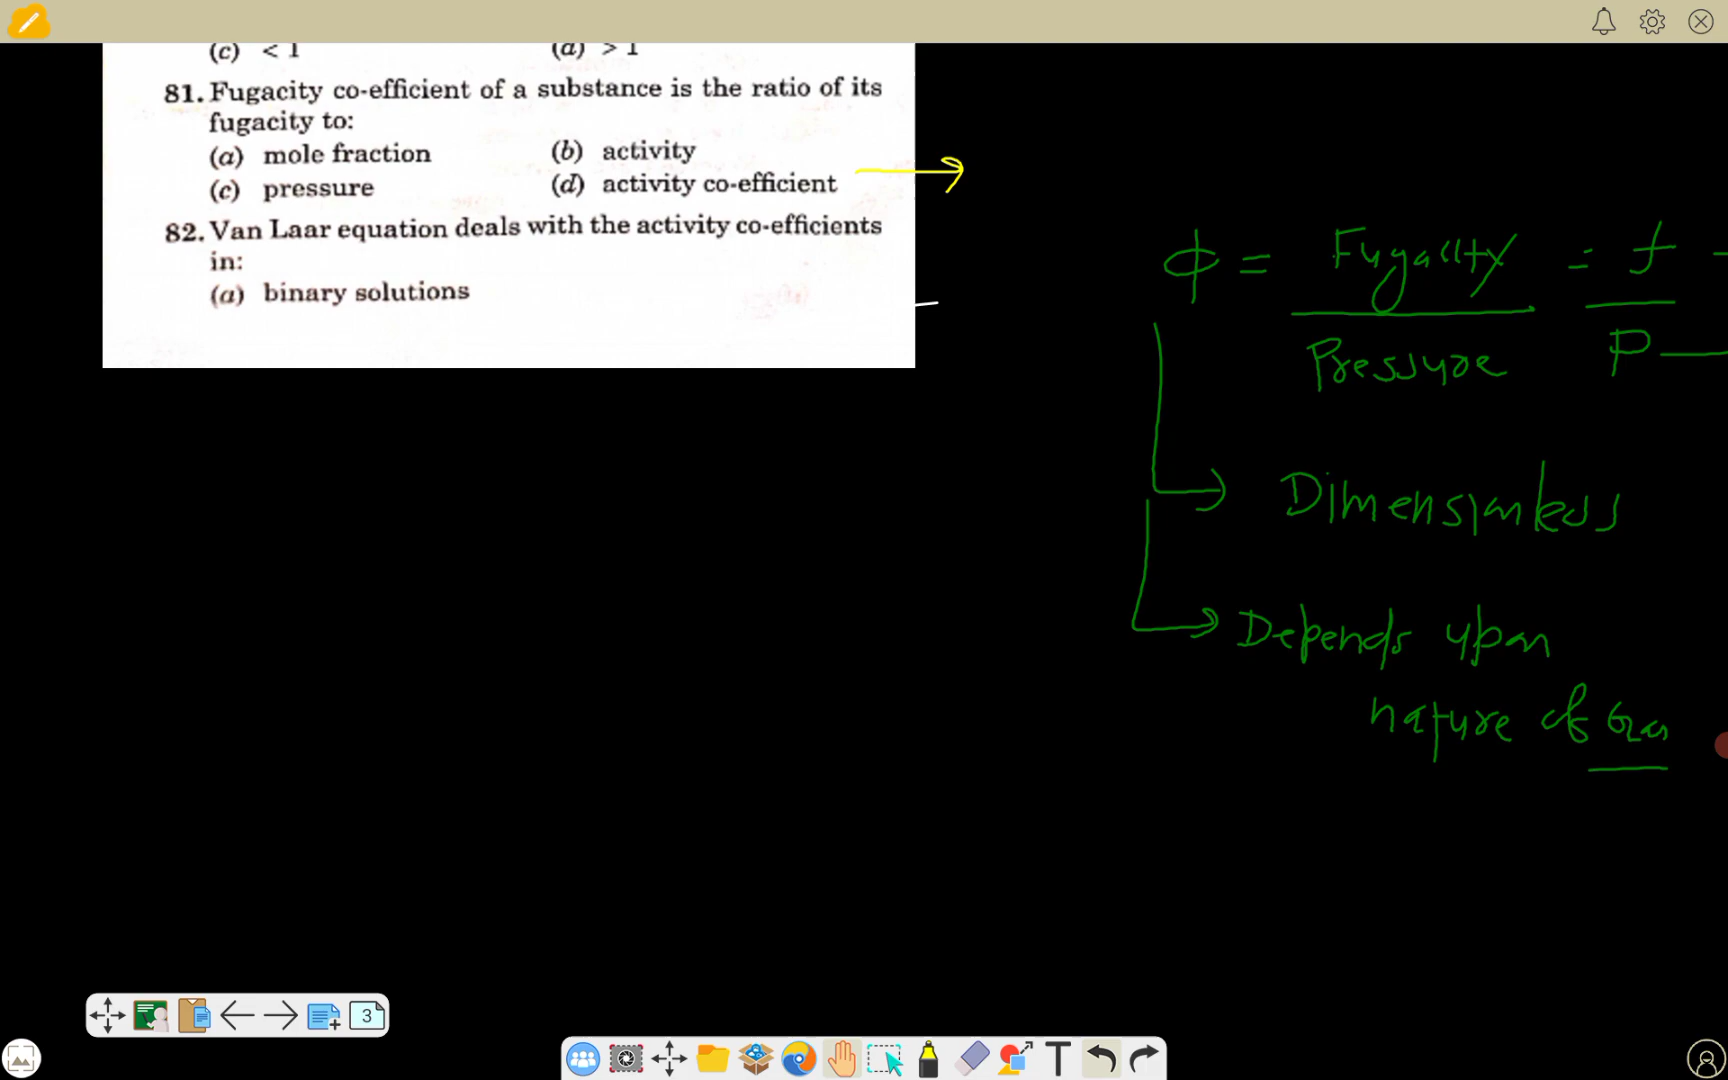 (c) < 1 (d) > 1
81. Fugacity co-efficient of a substance is the ratio of its
fugacity to:
(a) mole fraction (b) activity
(c) pressure (d) activity co-efficient
82. Van Laar equation deals with the activity co-efficients
in:
(a) binary solutions
ϕ = Fugacity = f
Pressure P
Dimensionless
Depends upon
nature of Gas
3
T